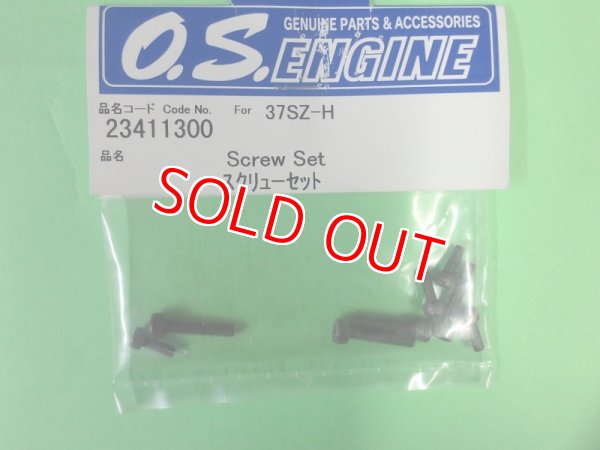 GENUINE PARTS & ACCESSORIES
O.S.ENGINE
品名コード Code No. For 37SZ-H
23411300
品名 Screw Set
スクリューセット
SOLD OUT